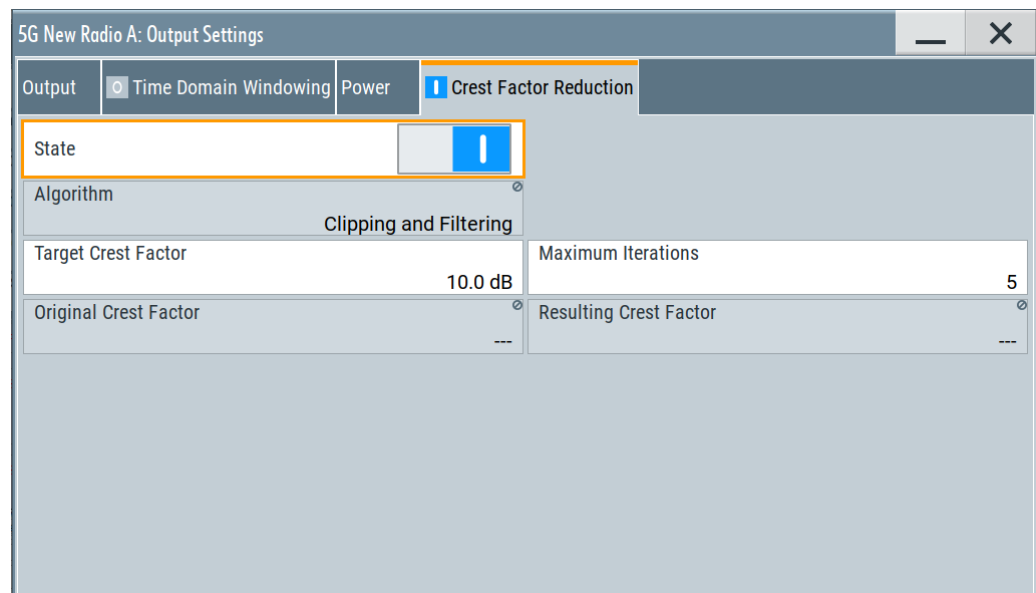 5G New Radio A: Output Settings
Output
Time Domain Windowing
Power
Crest Factor Reduction
State
Algorithm
Clipping and Filtering
Target Crest Factor
10.0 dB
Maximum Iterations
5
Original Crest Factor
---
Resulting Crest Factor
---